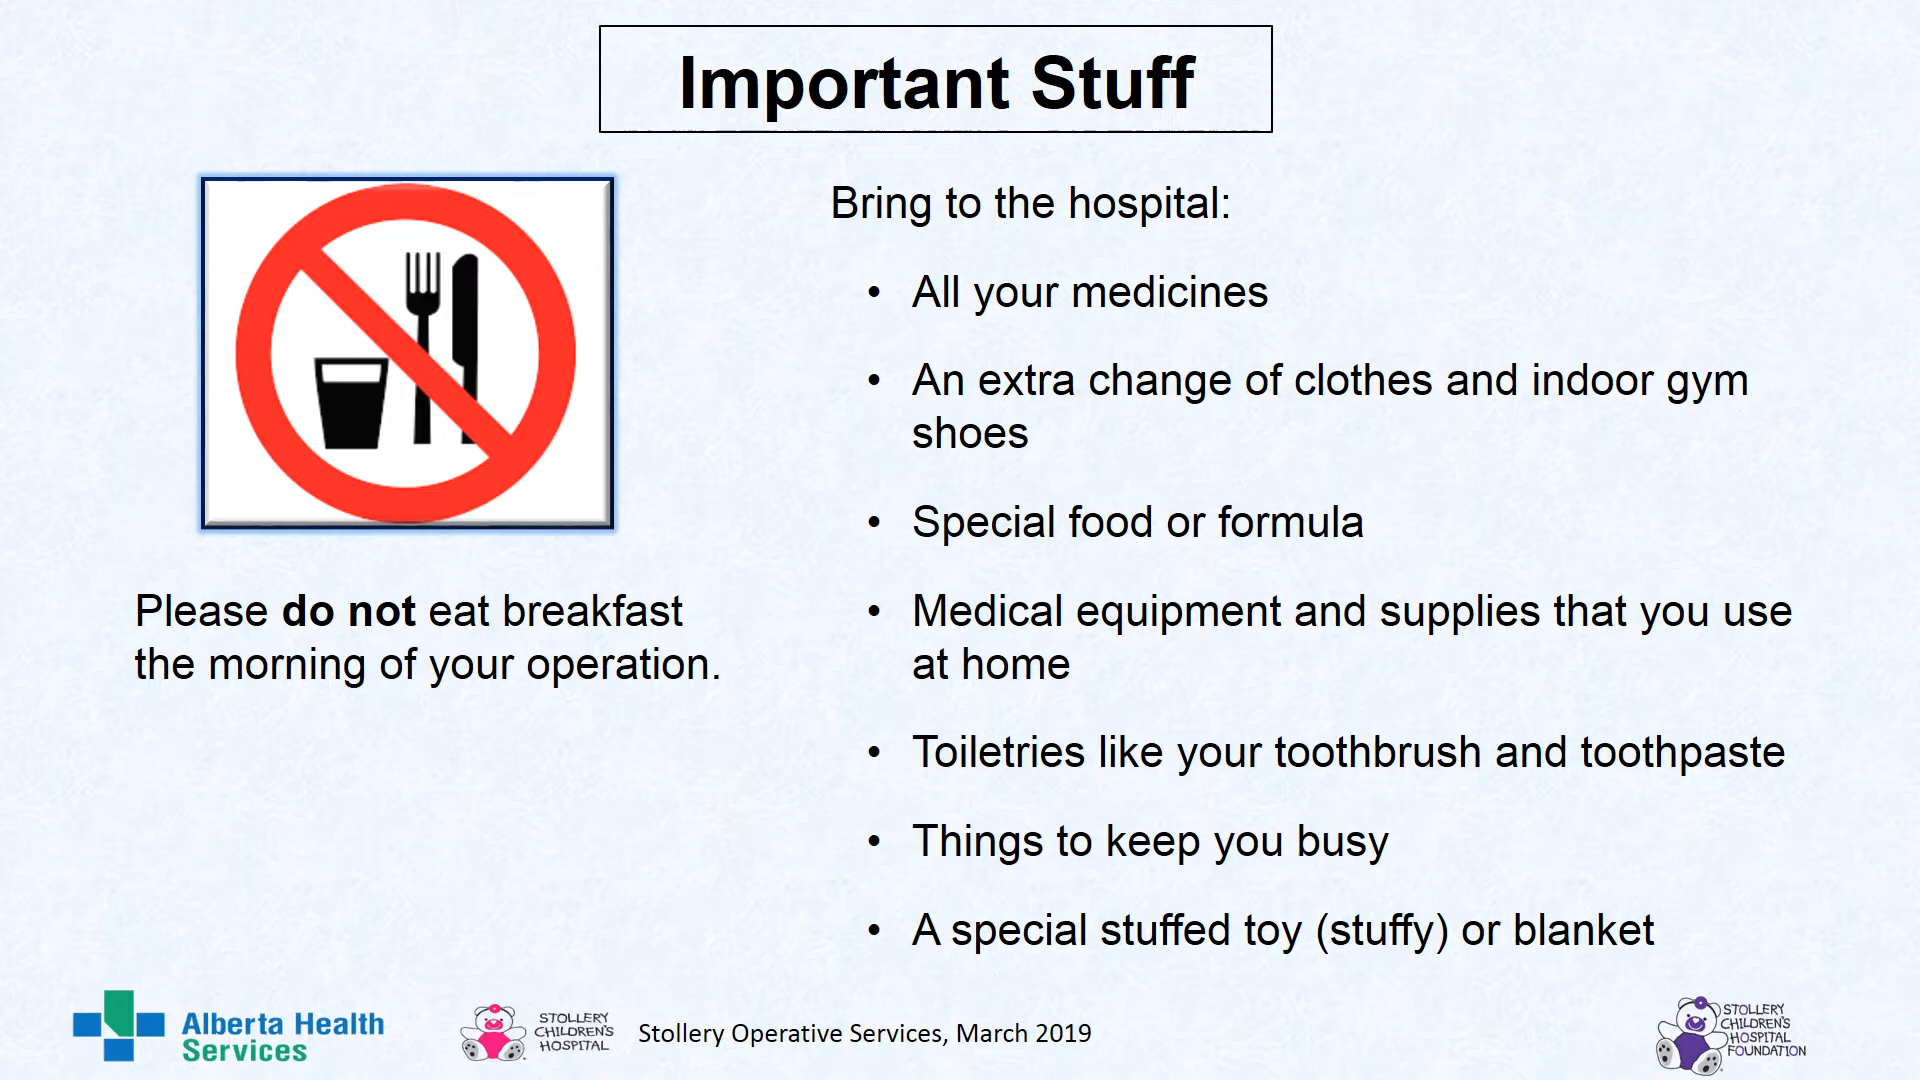 Important Stuff
Please do not eat breakfast
the morning of your operation.
Bring to the hospital:
• All your medicines
• An extra change of clothes and indoor gym
shoes
• Special food or formula
• Medical equipment and supplies that you use
at home
• Toiletries like your toothbrush and toothpaste
• Things to keep you busy
• A special stuffed toy (stuffy) or blanket
Alberta Health
Services
STOLLERY
CHILDREN'S
HOSPITAL
Stollery Operative Services, March 2019
STOLLERY
CHILDREN'S
HOSPITAL
FOUNDATION